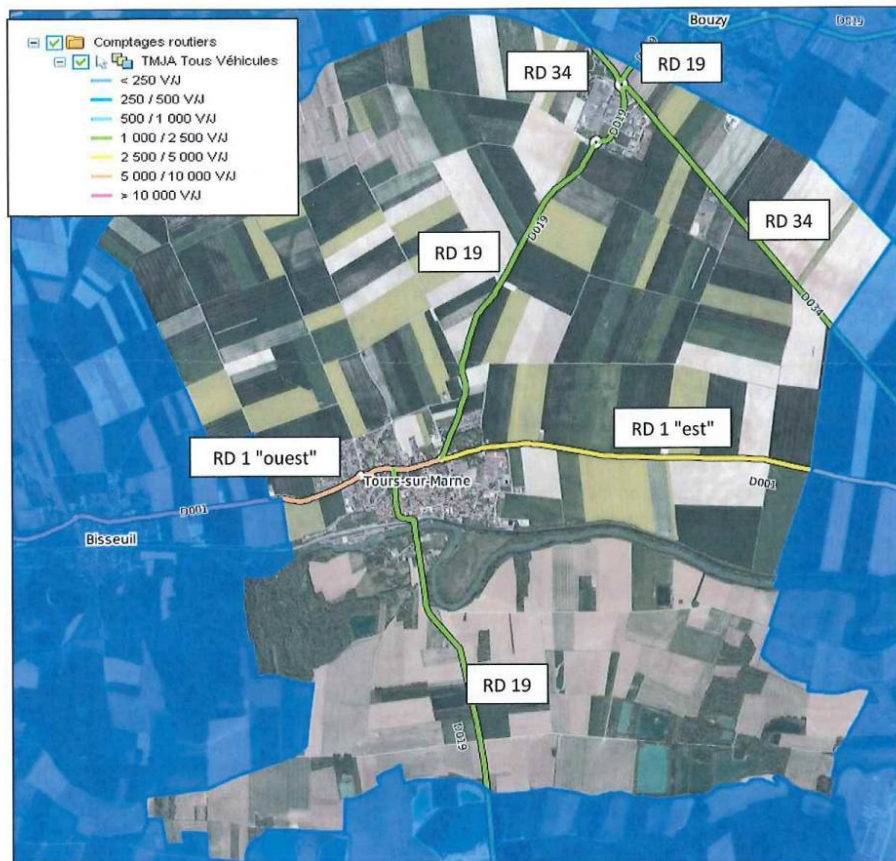 Comptages routiers
TMJA Tous Véhicules
< 250 V/J
250 / 500 V/J
500 / 1 000 V/J
1 000 / 2 500 V/J
2 500 / 5 000 V/J
5 000 / 10 000 V/J
> 10 000 V/J
Bouzy
D019
RD 34
RD 19
D019
RD 19
D019
RD 34
D034
RD 1 "ouest"
RD 1 "est"
Tours-sur-Marne
D001
D001
Bisseuil
RD 19
D019